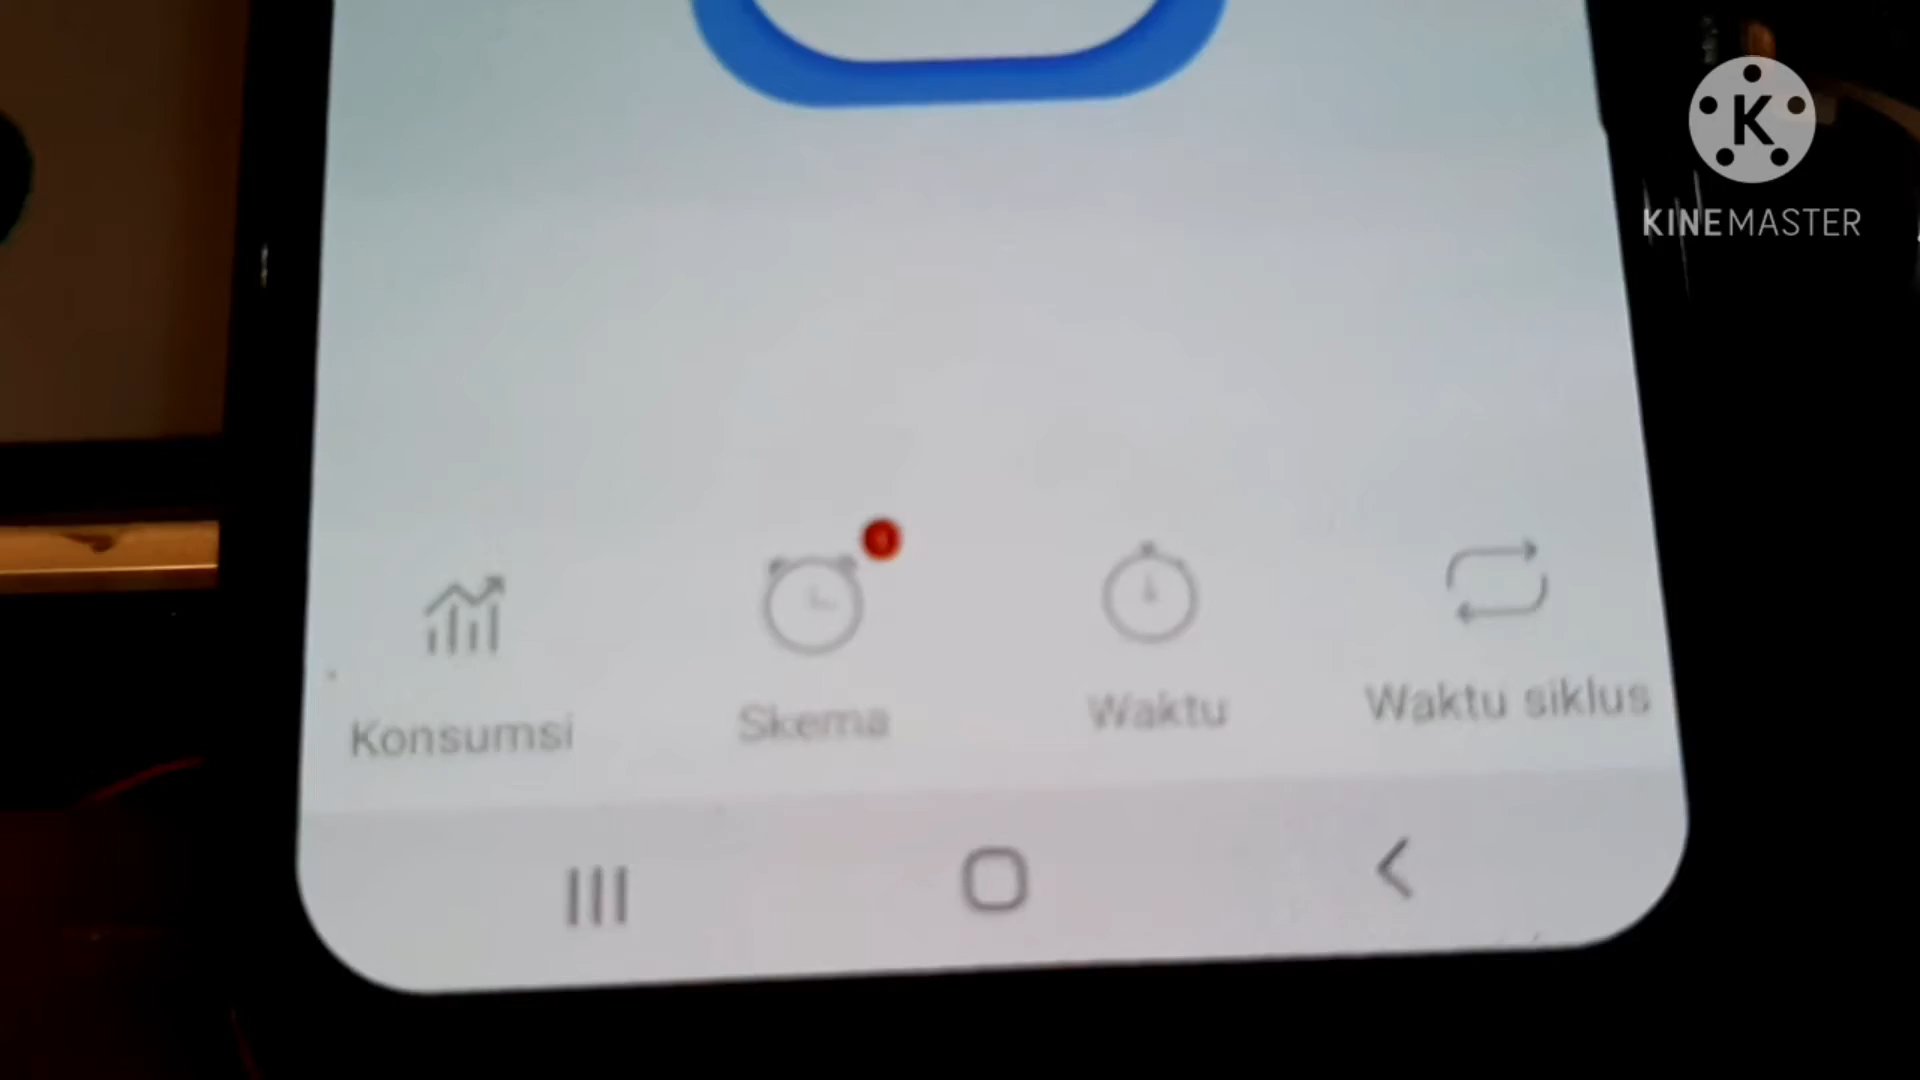 K
KINEMASTER
Konsumsi
Skema
Waktu
Waktu siklus